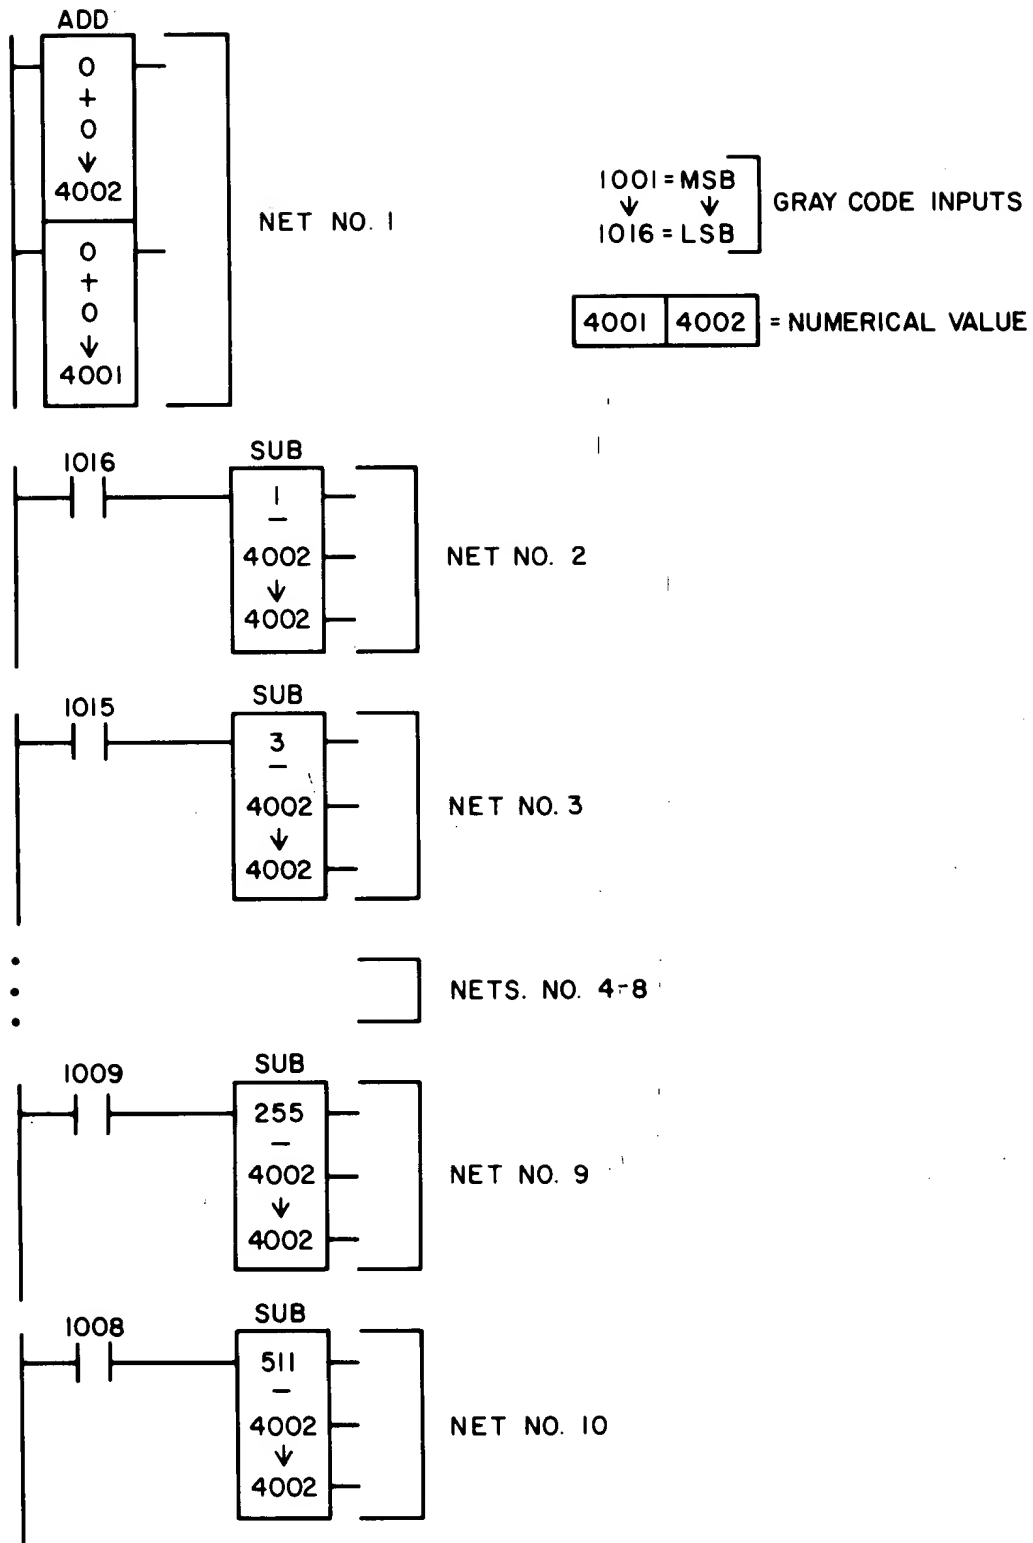 ADD
0
+
0
↓
4002
0
+
0
↓
4001
NET NO. 1
1001 = MSB
↓ ↓
1016 = LSB
GRAY CODE INPUTS
4001 4002 = NUMERICAL VALUE
1016
SUB
1
—
4002
↓
4002
NET NO. 2
1015
SUB
3
—
4002
↓
4002
NET NO. 3
NETS. NO. 4-8
1009
SUB
255
—
4002
↓
4002
NET NO. 9
1008
SUB
511
—
4002
↓
4002
NET NO. 10